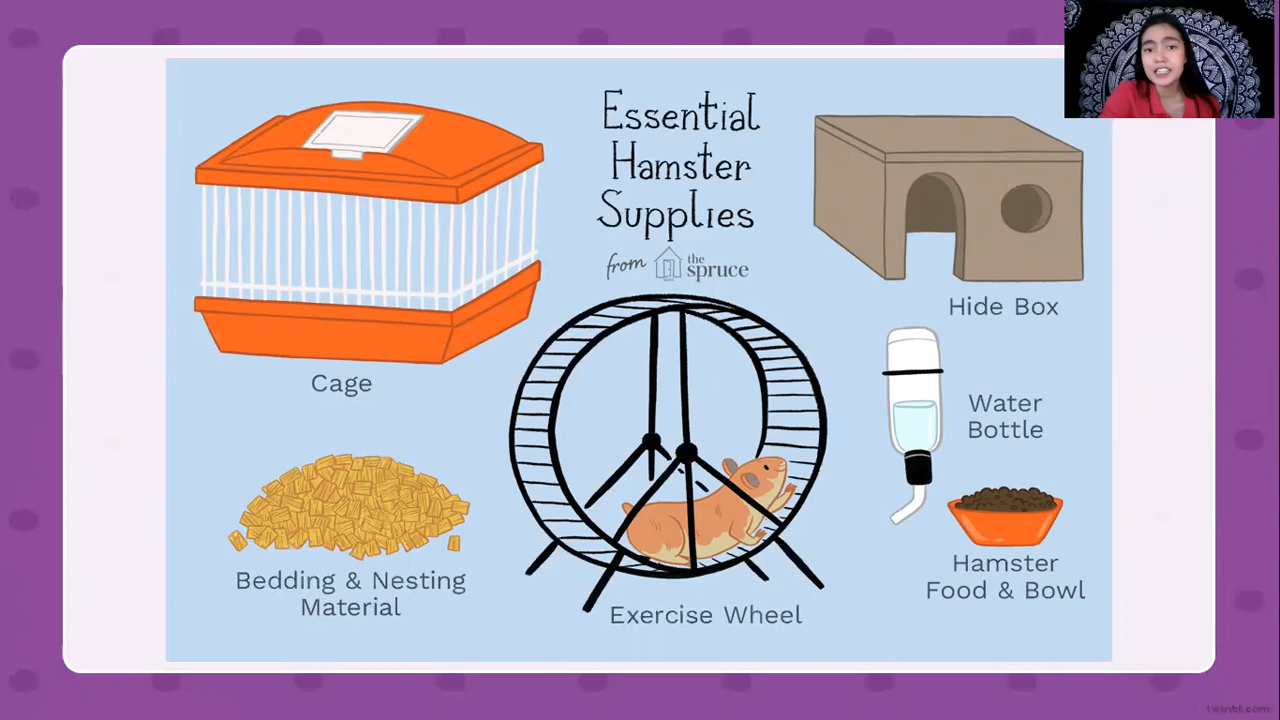 Essential
Hamster
Supplies
from the spruce
Cage
Hide Box
Water
Bottle
Bedding & Nesting
Material
Exercise Wheel
Hamster
Food & Bowl
twinkl.com